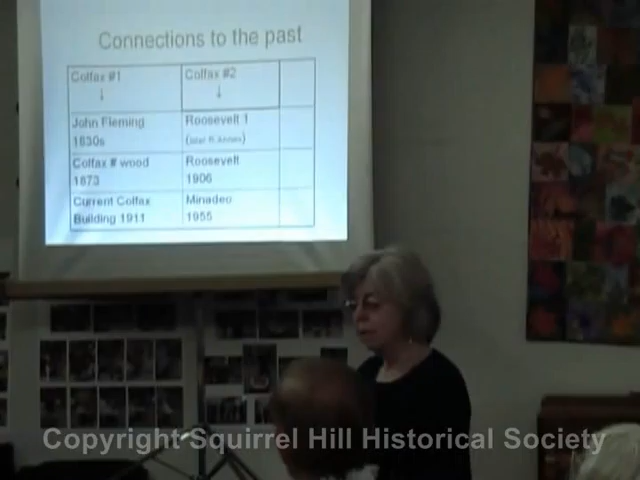 Connections to the past
Colfax #1
↓
Colfax #2
↓
John Fleming
1830s
Roosevelt 1
Colfax # wood
1873
Roosevelt
1906
Current Colfax
Building 1911
Minadeo
1955
Copyright Squirrel Hill Historical Society